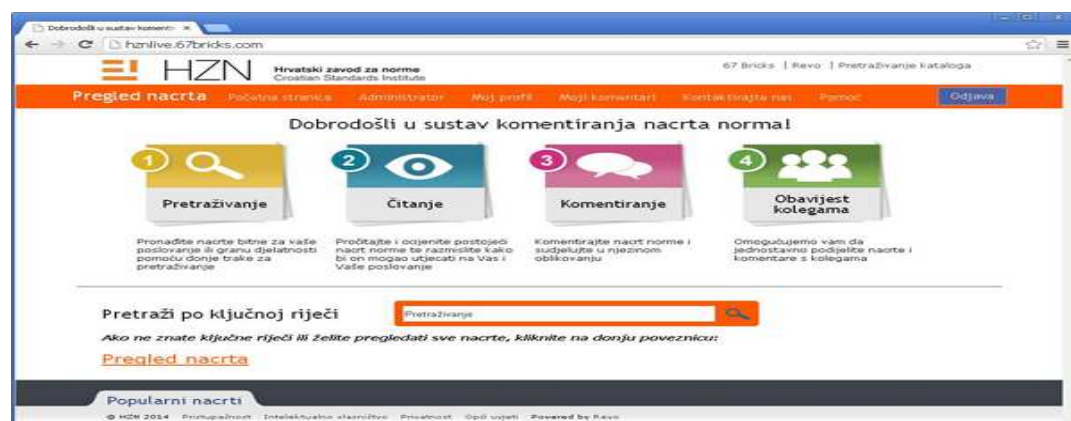 Dobrodošli u sustav koment
hznlive.67bricks.com
HZN Hrvatski zavod za norme
Croatian Standards Institute
67 Bricks | Revo | Pretraživanje kataloga
Pregled nacrta Početna stranica Administrator Moj profil Moji komentari Kontaktirajte nas Pomoć Odjava
Dobrodošli u sustav komentiranja nacrta norma!
1 2 3 4
Pretraživanje Čitanje Komentiranje Obavijest
kolegama
Pronađite nacrte bitne za vaše
poslovanje ili granu djelatnosti
pomoću donje trake za
pretraživanje
Pročitajte i ocijenite postojeći
nacrt norme te razmislite kako
bi on mogao utjecati na Vas i
Vaše poslovanje
Komentirajte nacrt norme i
sudjelujte u njezinom
oblikovanju
Omogućujemo vam da
jednostavno podijelite nacrte i
komentare s kolegama
Pretraži po ključnoj riječi Pretraživanje
Ako ne znate ključne riječi ili želite pregledati sve nacrte, kliknite na donju poveznicu:
Pregled nacrta
Popularni nacrti
© HZN 2014 Pristupačnost Intelektualno vlasništvo Privatnost Opći uvjeti Powered by Revo